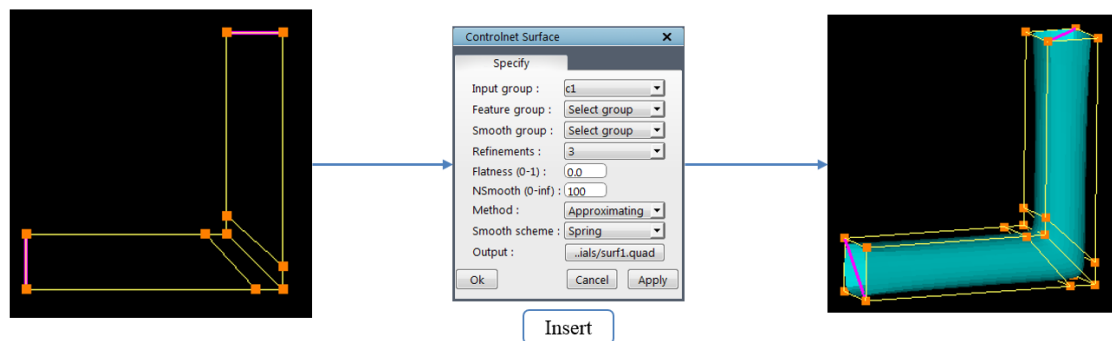 Controlnet Surface
Specify
Input group : c1
Feature group : Select group
Smooth group : Select group
Refinements : 3
Flatness (0-1) : 0.0
NSmooth (0-inf) : 100
Method : Approximating
Smooth scheme : Spring
Output : ..ials/surf1.quad
Ok Cancel Apply
Insert